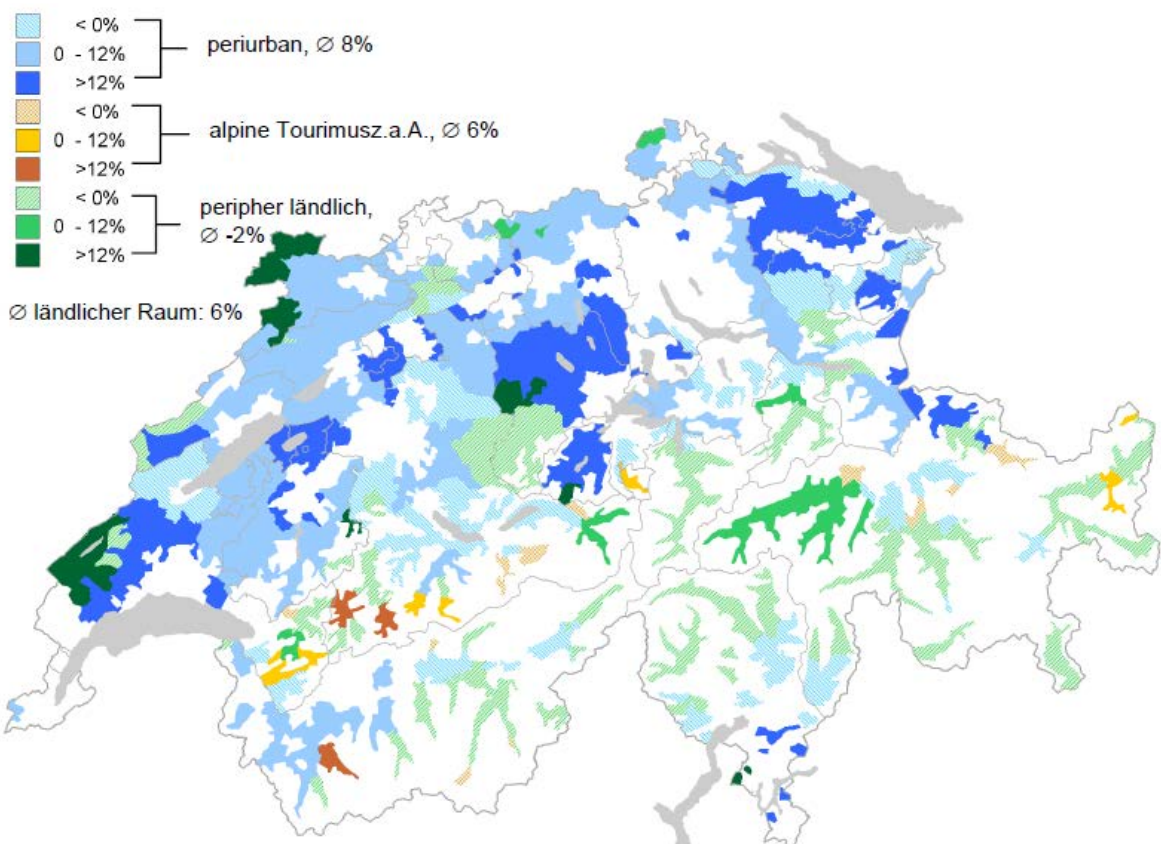 < 0%
0 - 12%
>12%
periurban, ∅ 8%
< 0%
0 - 12%
>12%
alpine Tourimusz.a.A., ∅ 6%
< 0%
0 - 12%
>12%
peripher ländlich,
∅ -2%
∅ ländlicher Raum: 6%